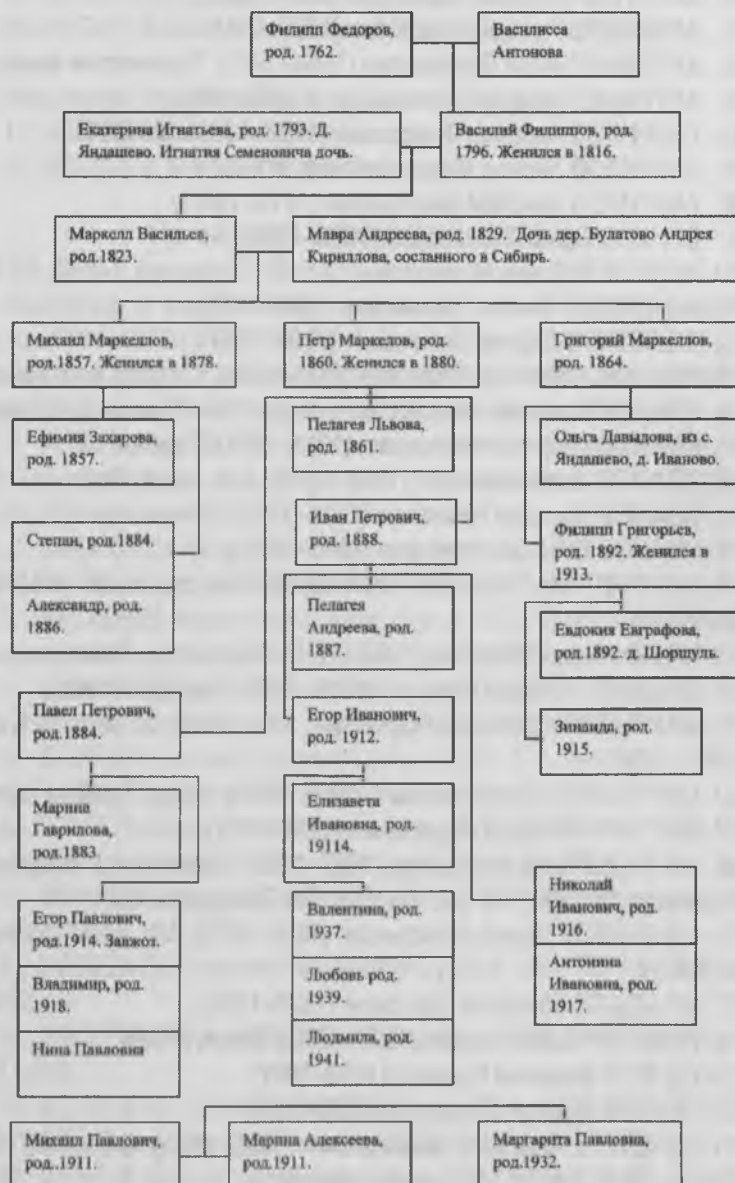 Филипп Федоров,
род. 1762.
Василисса
Антонова
Екатерина Игнатьева, род. 1793. Д.
Яндашево. Игнатия Семеновича дочь.
Василий Филиппов, род.
1796. Женился в 1816.
Маркелл Васильев,
род.1823.
Мавра Андреева, род. 1829. Дочь дер. Булатово Андрея
Кириллова, сосланного в Сибирь.
Михаил Маркеллов,
род.1857. Женился в 1878.
Петр Маркелов, род.
1860. Женился в 1880.
Григорий Маркеллов,
род. 1864.
Ефимия Захарова,
род. 1857.
Пелагея Львова,
род. 1861.
Ольга Давыдова, из с.
Яндашево, д. Иваново.
Степан, род.1884.
Александр, род.
1886.
Иван Петрович,
род. 1888.
Филипп Григорьев,
род. 1892. Женился в
1913.
Пелагея
Андреева, род.
1887.
Евдокия Евграфова,
род.1892. д. Шоршулъ.
Павел Петрович,
род.1884.
Егор Иванович,
род. 1912.
Зинаида, род.
1915.
Марина
Гаврилова,
род.1883.
Елизавета
Ивановна, род.
19114.
Егор Павлович,
род.1914. Завхоз.
Владимир, род.
1918.
Нина Павловна
Валентина, род.
1937.
Любовь род.
1939.
Людмила, род.
1941.
Николай
Иванович, род.
1916.
Антонина
Ивановна, род.
1917.
Михаил Павлович,
род..1911.
Марина Алексеева,
род.1911.
Маргарита Павловна,
род.1932.